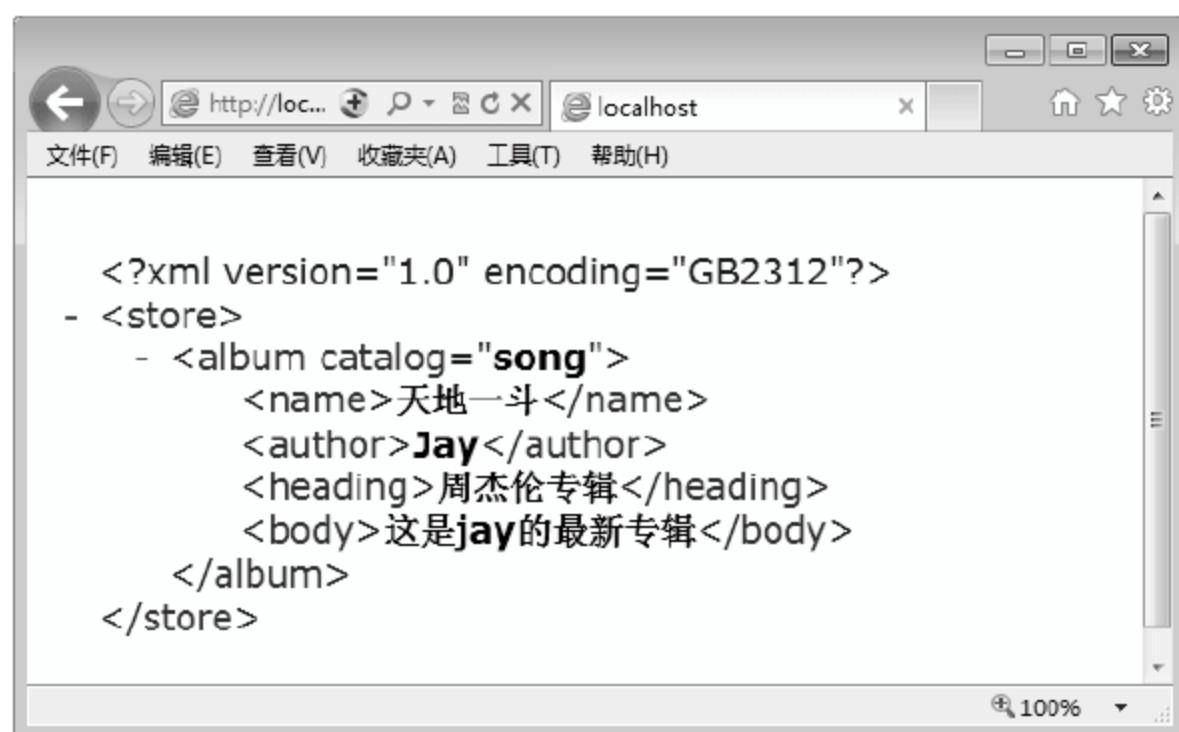 http://loc...
localhost
文件(F) 编辑(E) 查看(V) 收藏夹(A) 工具(T) 帮助(H)
<?xml version="1.0" encoding="GB2312"?>
- <store>
- <album catalog="song">
<name>天地一斗</name>
<author>Jay</author>
<heading>周杰伦专辑</heading>
<body>这是jay的最新专辑</body>
</album>
</store>
100%